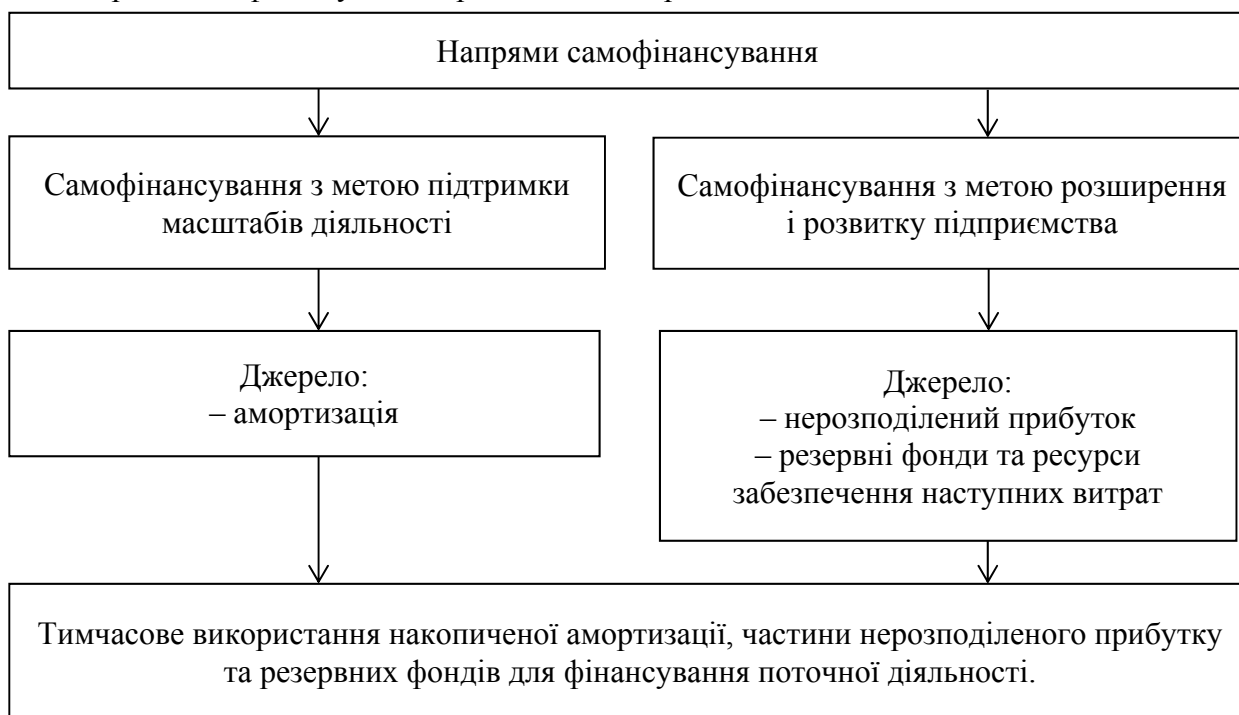 Напрями самофінансування
Самофінансування з метою підтримки
масштабів діяльності
Самофінансування з метою розширення
і розвитку підприємства
Джерело:
– амортизація
Джерело:
– нерозподілений прибуток
– резервні фонди та ресурси
забезпечення наступних витрат
Тимчасове використання накопиченої амортизації, частини нерозподіленого прибутку
та резервних фондів для фінансування поточної діяльності.